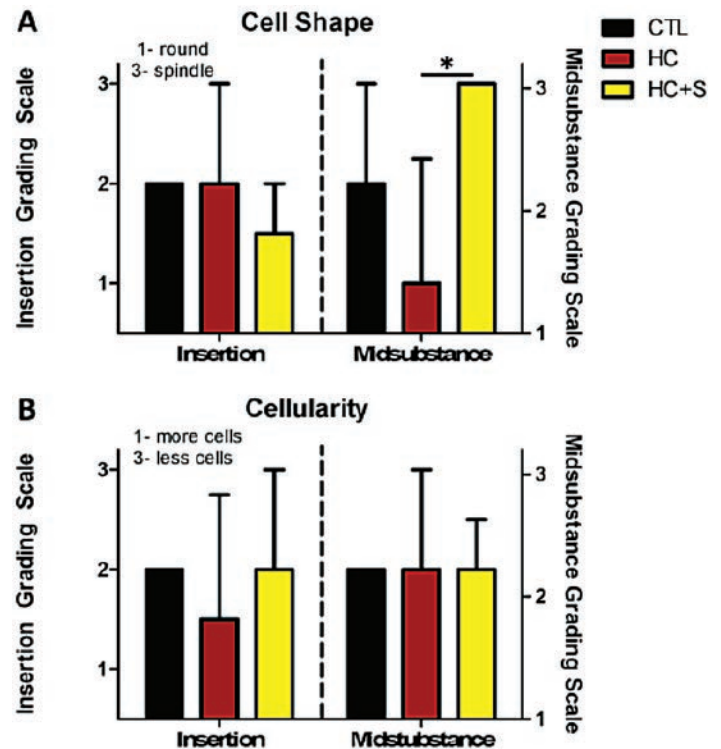 A
Cell Shape
CTL
HC
HC+S
1- round
3- spindle
*
Insertion Grading Scale
3
2
1
Midsubstance Grading Scale
3
2
1
Insertion
Midsubstance
B
Cellularity
1- more cells
3- less cells
Insertion Grading Scale
3
2
1
Midsubstance Grading Scale
3
2
1
Insertion
Midstubstance